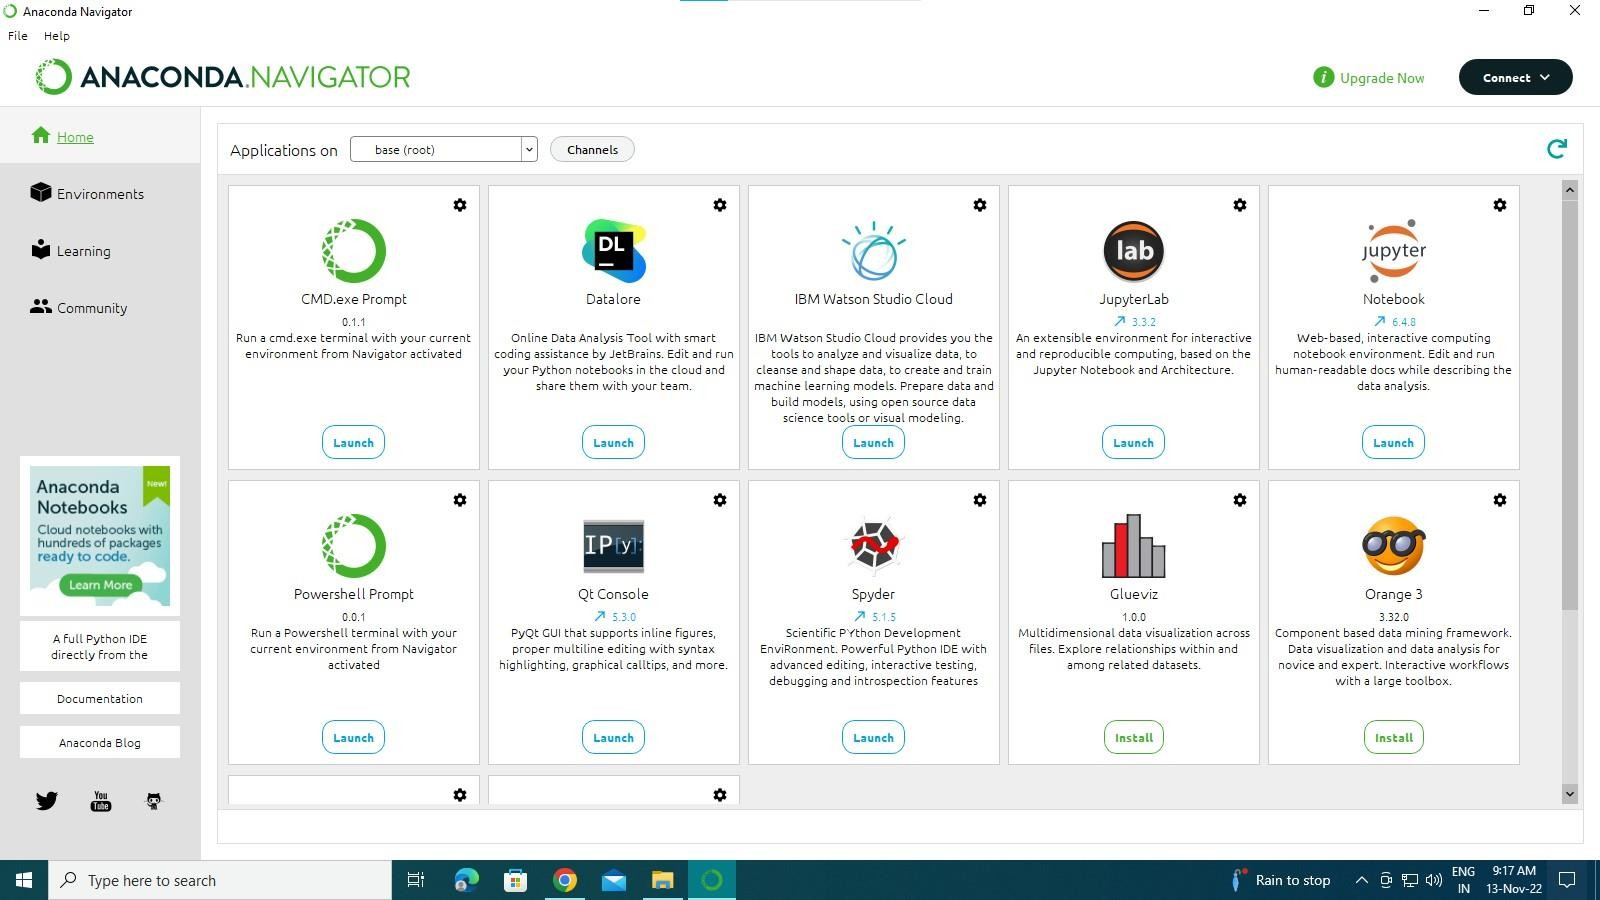 Anaconda Navigator
File Help
ANACONDA.NAVIGATOR
i Upgrade Now
Connect
Home
Environments
Learning
Community
Anaconda
Notebooks
New!
Cloud notebooks with
hundreds of packages
ready to code.
Learn More
A full Python IDE
directly from the
Documentation
Anaconda Blog
You
Tube
Applications on base (root) Channels
CMD.exe Prompt
0.1.1
Run a cmd.exe terminal with your current
environment from Navigator activated
Launch
DL
Datalore
Online Data Analysis Tool with smart
coding assistance by JetBrains. Edit and run
your Python notebooks in the cloud and
share them with your team.
Launch
IBM Watson Studio Cloud
IBM Watson Studio Cloud provides you the
tools to analyze and visualize data, to
cleanse and shape data, to create and train
machine learning models. Prepare data and
build models, using open source data
science tools or visual modeling.
Launch
lab
JupyterLab
3.3.2
An extensible environment for interactive
and reproducible computing, based on the
Jupyter Notebook and Architecture.
Launch
jupyter
Notebook
6.4.8
Web-based, interactive computing
notebook environment. Edit and run
human-readable docs while describing the
data analysis.
Launch
Powershell Prompt
0.0.1
Run a Powershell terminal with your
current environment from Navigator
activated
Launch
IP[y]:
Qt Console
5.3.0
PyQt GUI that supports inline figures,
proper multiline editing with syntax
highlighting, graphical calltips, and more.
Launch
Spyder
5.1.5
Scientific PYthon Development
EnviRonment. Powerful Python IDE with
advanced editing, interactive testing,
debugging and introspection features
Launch
Glueviz
1.0.0
Multidimensional data visualization across
files. Explore relationships within and
among related datasets.
Install
Orange 3
3.32.0
Component based data mining framework.
Data visualization and data analysis for
novice and expert. Interactive workflows
with a large toolbox.
Install
Type here to search
Rain to stop
ENG
IN
9:17 AM
13-Nov-22